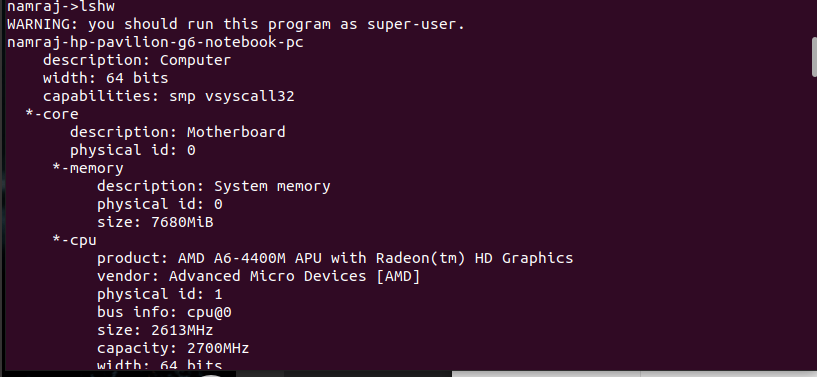 namraj->lshw
WARNING: you should run this program as super-user.
namraj-hp-pavilion-g6-notebook-pc
description: Computer
width: 64 bits
capabilities: smp vsyscall32
*-core
description: Motherboard
physical id: 0
*-memory
description: System memory
physical id: 0
size: 7680MiB
*-cpu
product: AMD A6-4400M APU with Radeon(tm) HD Graphics
vendor: Advanced Micro Devices [AMD]
physical id: 1
bus info: cpu@0
size: 2613MHz
capacity: 2700MHz
width: 64 bits